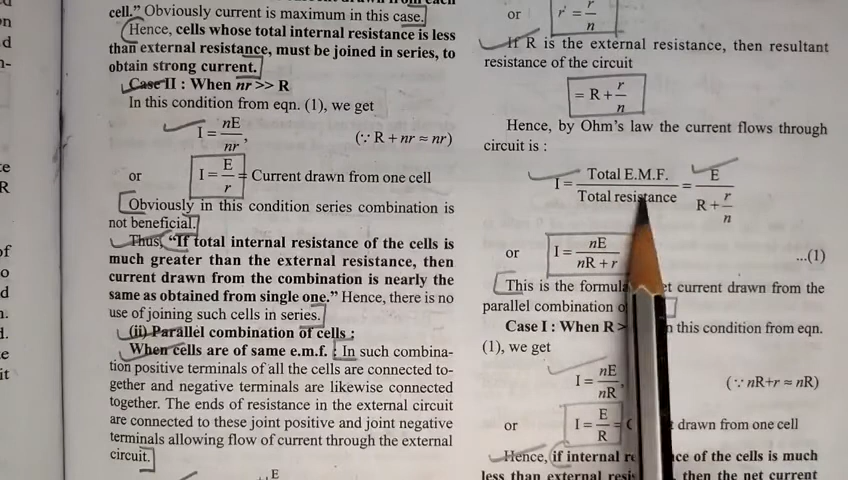 cell.” Obviously current is maximum in this case.
Hence, cells whose total internal resistance is less
than external resistance, must be joined in series, to
obtain strong current.
Case II : When nr >> R
In this condition from eqn. (1), we get
I = nE/nr, (∵ R + nr ≈ nr)
or I = E/r = Current drawn from one cell
Obviously in this condition series combination is
not beneficial.
Thus, “If total internal resistance of the cells is
much greater than the external resistance, then
current drawn from the combination is nearly the
same as obtained from single one.” Hence, there is no
use of joining such cells in series.
(ii) Parallel combination of cells :
When cells are of same e.m.f. : In such combina-
tion positive terminals of all the cells are connected to-
gether and negative terminals are likewise connected
together. The ends of resistance in the external circuit
are connected to these joint positive and joint negative
terminals allowing flow of current through the external
circuit.
E
or r' = r/n
If R is the external resistance, then resultant
resistance of the circuit
= R + r/n
Hence, by Ohm’s law the current flows through
circuit is :
I = Total E.M.F./Total resistance = E/(R + r/n)
or I = nE/(nR + r) ...(1)
This is the formula current drawn from the
parallel combination
Case I : When R > n this condition from eqn.
(1), we get
I = nE/nR, (∵ nR+r ≈ nR)
or I = E/R = drawn from one cell
Hence, if internal of the cells is much
less than external then the net current